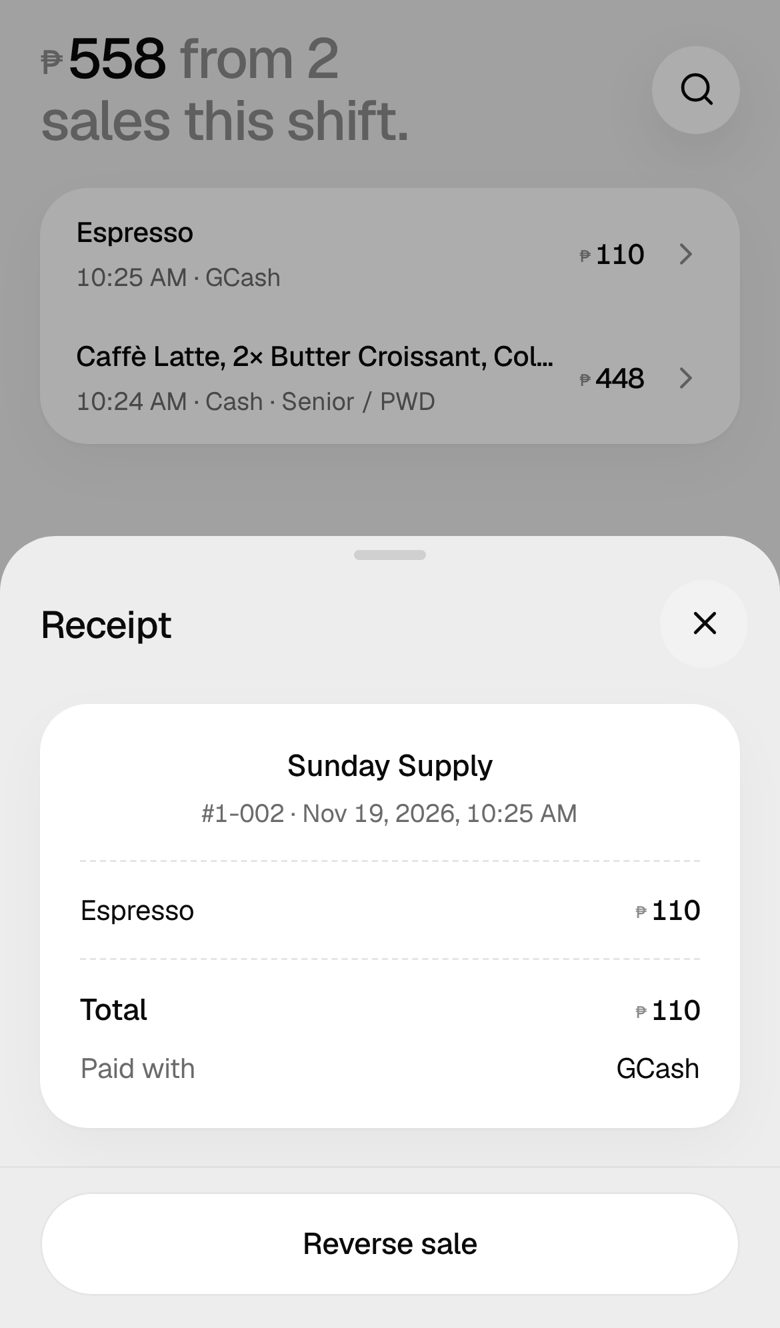 ₱558 from 2
sales this shift.
Espresso
₱110
10:25 AM · GCash
Caffè Latte, 2× Butter Croissant, Col...
₱448
10:24 AM · Cash · Senior / PWD
Receipt
Sunday Supply
#1-002 · Nov 19, 2026, 10:25 AM
Espresso ₱110
Total ₱110
Paid with GCash
Reverse sale